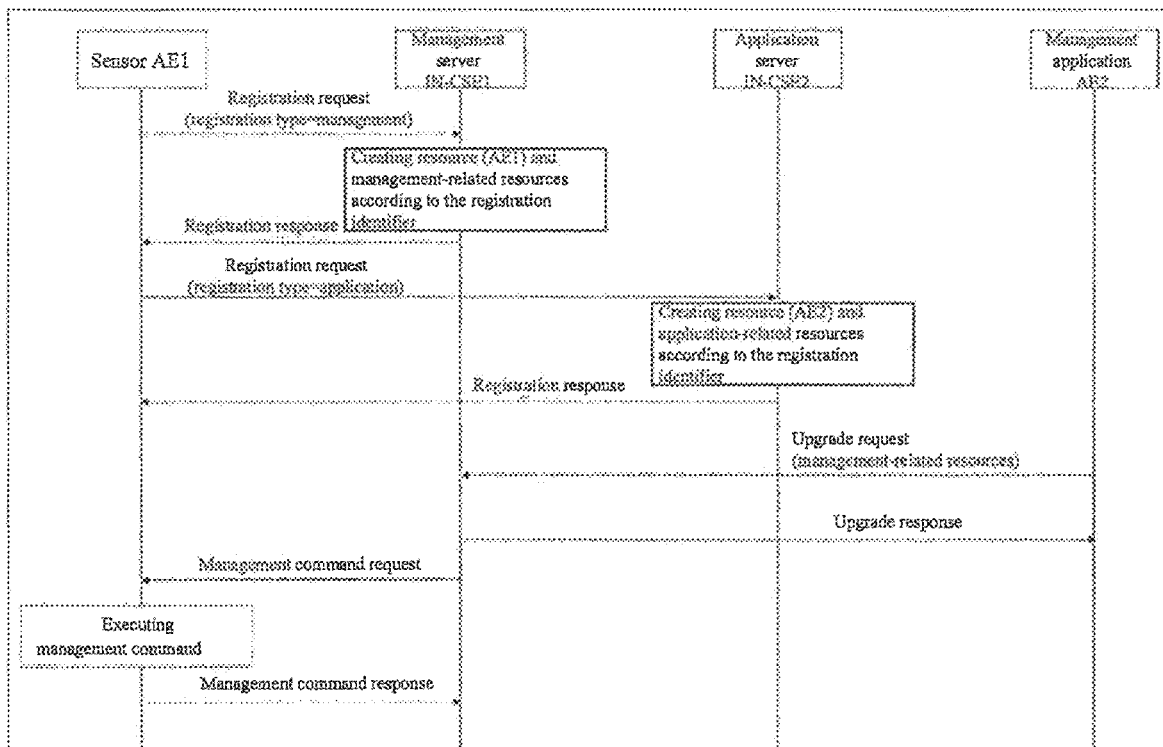 Sensor AE1
Management
server
IN-CSE1
Application
server
IN-CSE2
Management
application
AE2
Registration request
(registration type=managment)
Creating resource (AE1) and
management-related resources
according to the registration
identifier
Registration response
Registration request
(registration type=application)
Creating resource (AE2) and
application-related resources
according to the registration
identifier
Registration response
Upgrade request
(management-related resources)
Upgrade response
Management command request
Executing
management command
Management command response